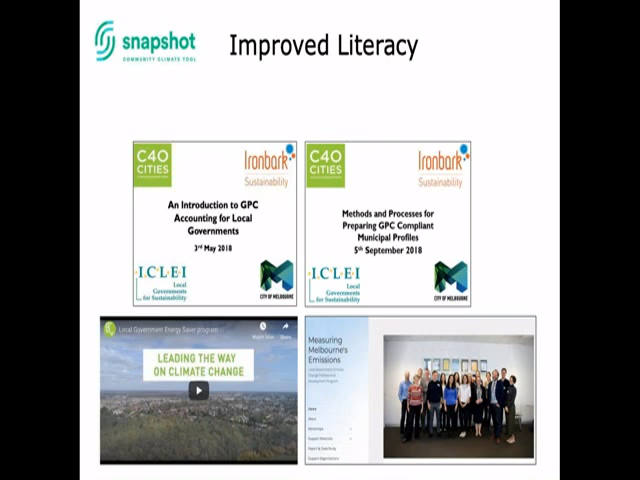 snapshot
COMMUNITY CLIMATE TOOL
Improved Literacy
C40
CITIES
Ironbark
Sustainability
An Introduction to GPC
Accounting for Local
Governments
3rd May 2018
I.C.L.E.I
Local
Governments
for Sustainability
CITY OF MELBOURNE
C40
CITIES
Ironbark
Sustainability
Methods and Processes for
Preparing GPC Compliant
Municipal Profiles
5th September 2018
I.C.L.E.I
Local
Governments
for Sustainability
CITY OF MELBOURNE
Local Government Energy Saver program
Watch later
Share
LEADING THE WAY
ON CLIMATE CHANGE
Measuring
Melbourne's
Emissions
Home